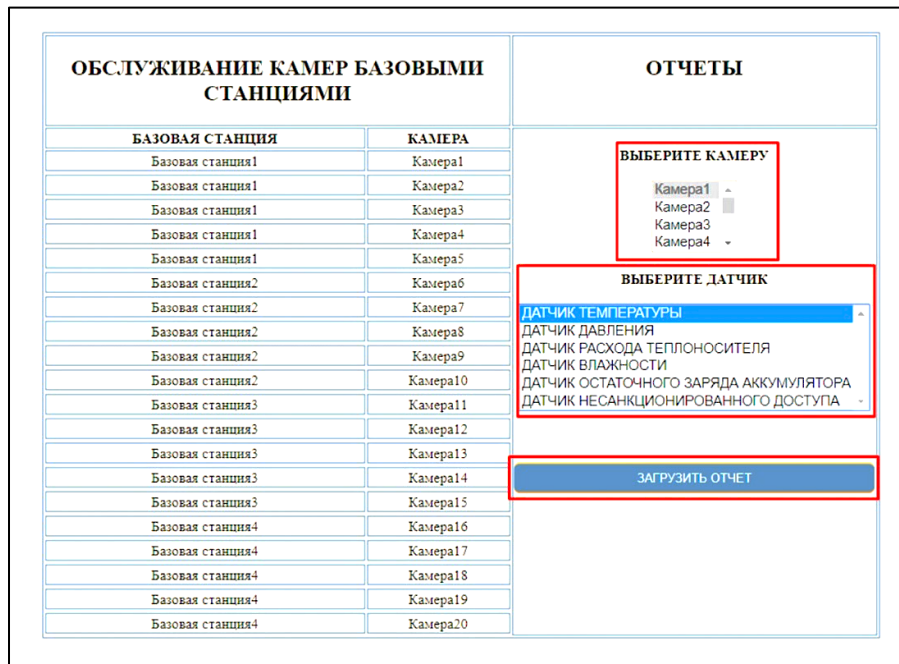 ОБСЛУЖИВАНИЕ КАМЕР БАЗОВЫМИ
СТАНЦИЯМИ
БАЗОВАЯ СТАНЦИЯ КАМЕРА
Базовая станция1 Камера1
Базовая станция1 Камера2
Базовая станция1 Камера3
Базовая станция1 Камера4
Базовая станция1 Камера5
Базовая станция2 Камера6
Базовая станция2 Камера7
Базовая станция2 Камера8
Базовая станция2 Камера9
Базовая станция2 Камера10
Базовая станция3 Камера11
Базовая станция3 Камера12
Базовая станция3 Камера13
Базовая станция3 Камера14
Базовая станция3 Камера15
Базовая станция4 Камера16
Базовая станция4 Камера17
Базовая станция4 Камера18
Базовая станция4 Камера19
Базовая станция4 Камера20
ОТЧЕТЫ
ВЫБЕРИТЕ КАМЕРУ
Камера1
Камера2
Камера3
Камера4
ВЫБЕРИТЕ ДАТЧИК
ДАТЧИК ТЕМПЕРАТУРЫ
ДАТЧИК ДАВЛЕНИЯ
ДАТЧИК РАСХОДА ТЕПЛОНОСИТЕЛЯ
ДАТЧИК ВЛАЖНОСТИ
ДАТЧИК ОСТАТОЧНОГО ЗАРЯДА АККУМУЛЯТОРА
ДАТЧИК НЕСАНКЦИОНИРОВАННОГО ДОСТУПА
ЗАГРУЗИТЬ ОТЧЕТ